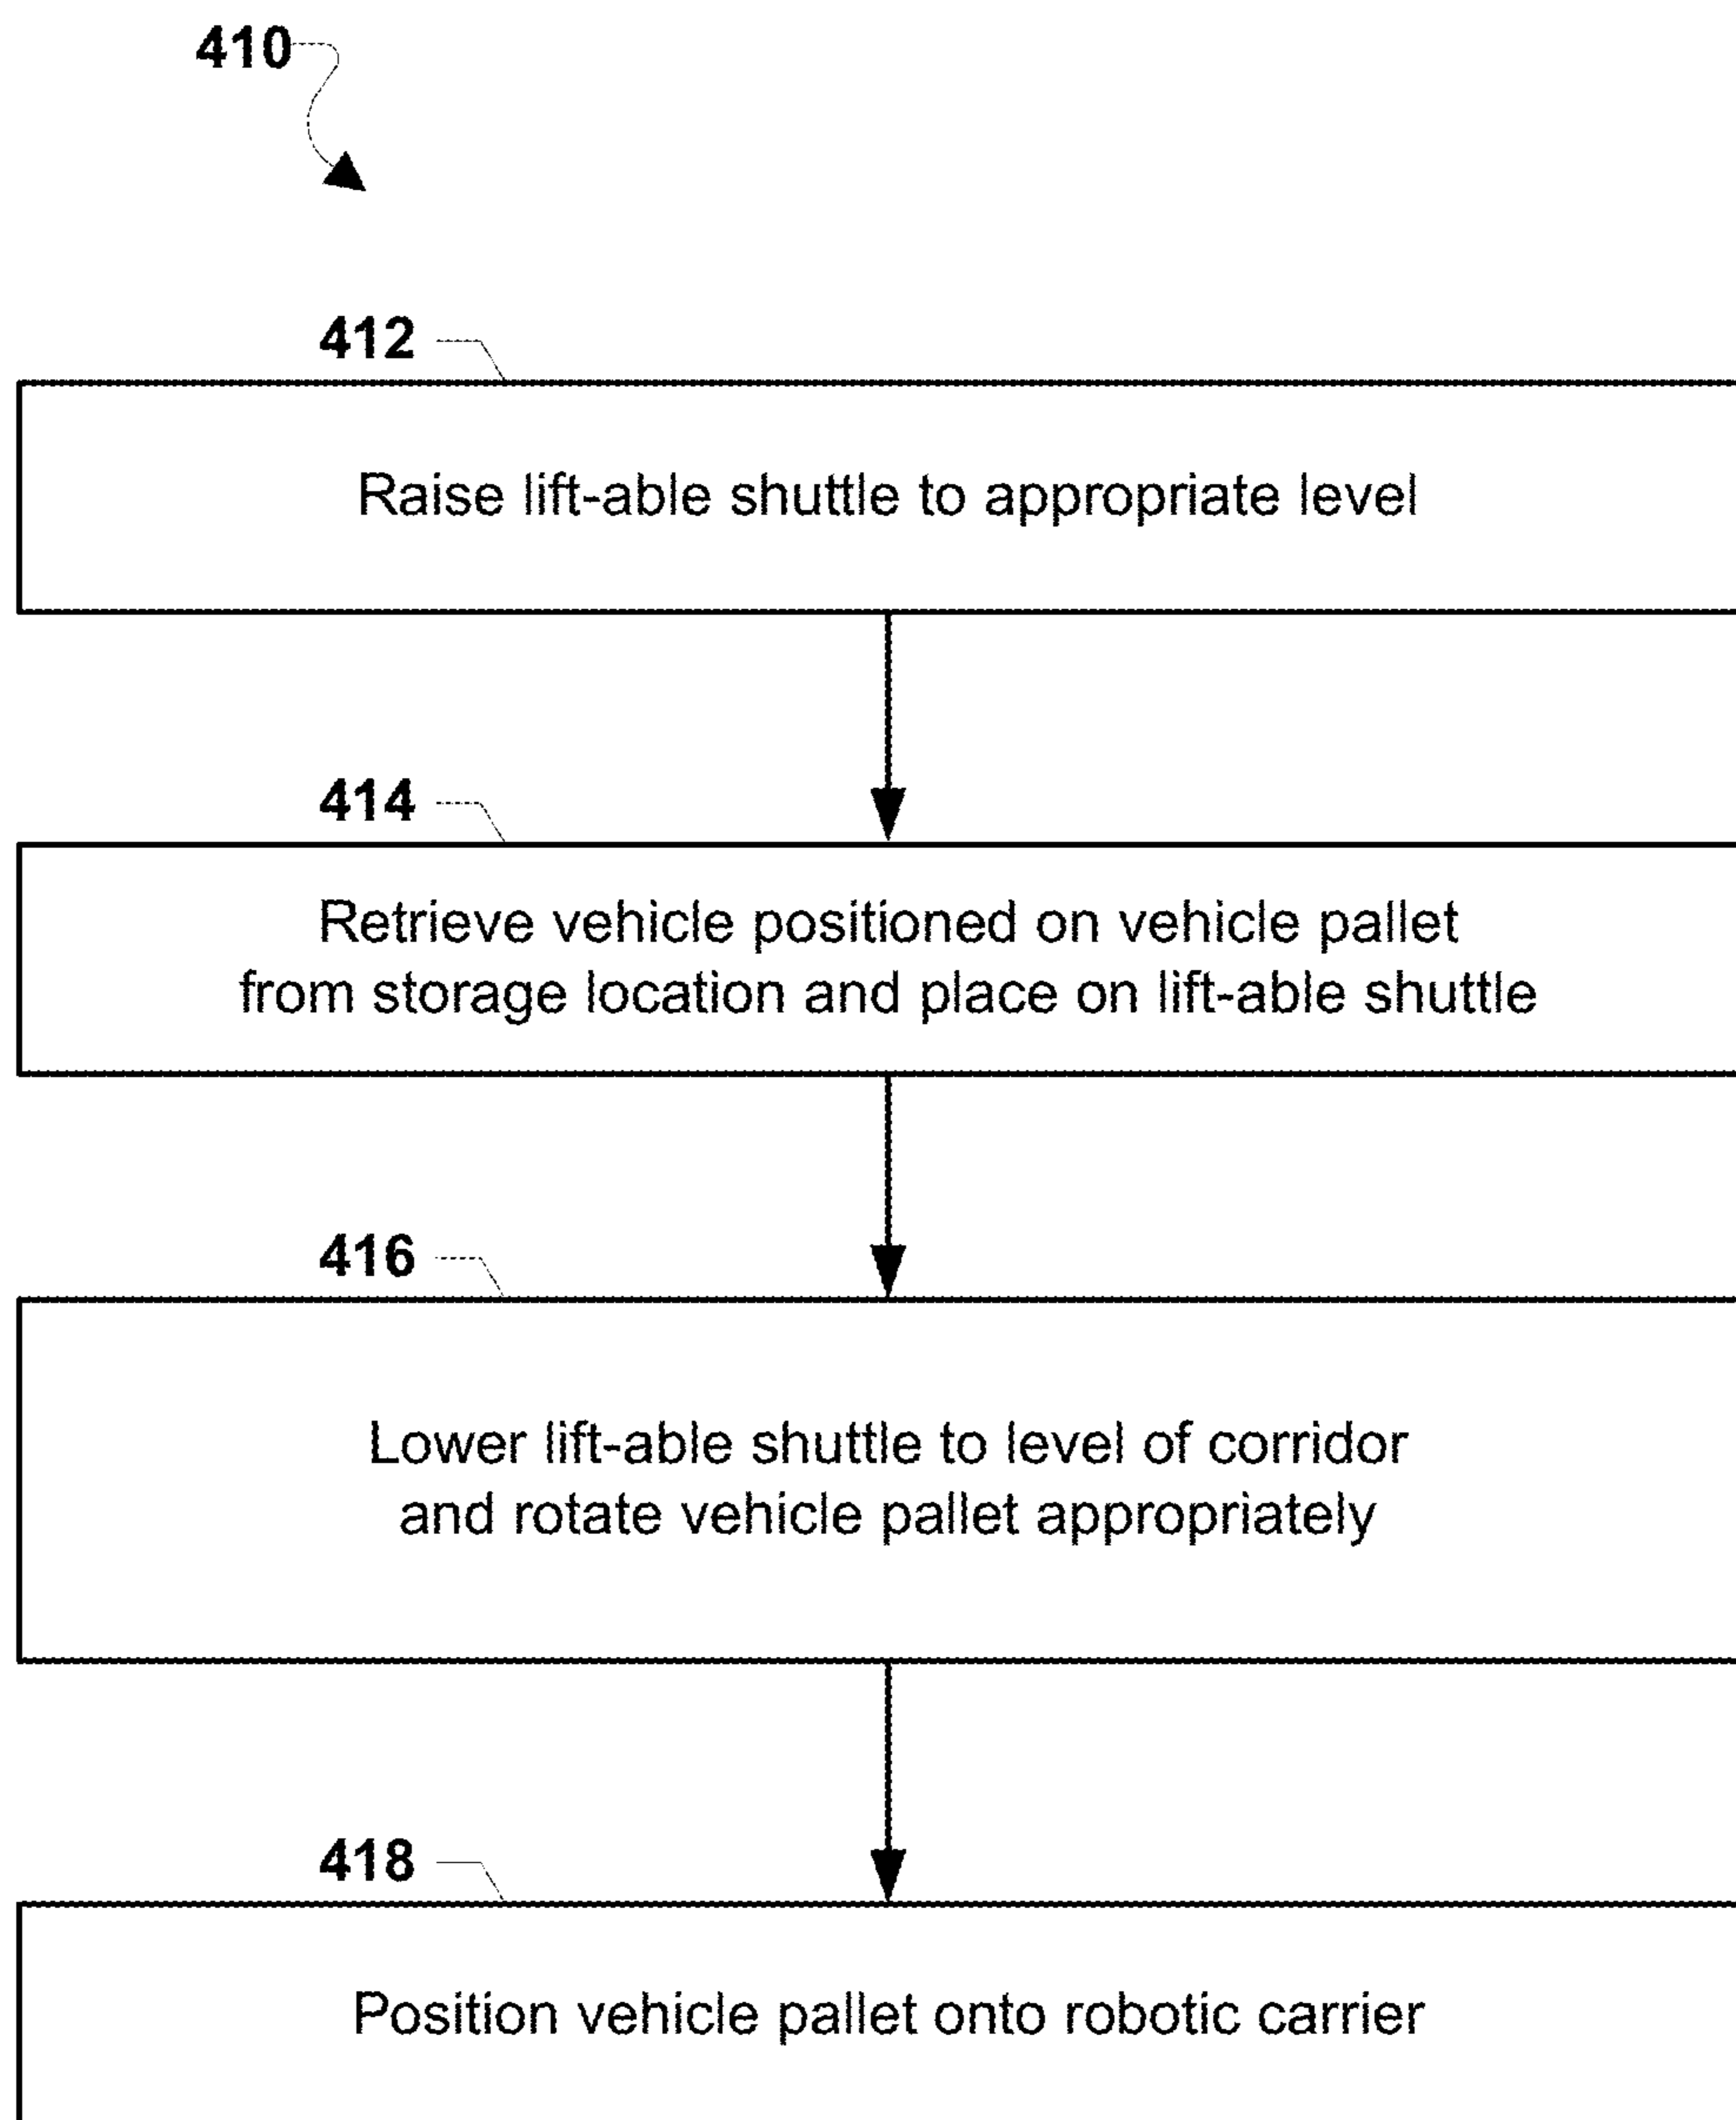 410
412
Raise lift-able shuttle to appropriate level
414
Retrieve vehicle positioned on vehicle pallet
from storage location and place on lift-able shuttle
416
Lower lift-able shuttle to level of corridor
and rotate vehicle pallet appropriately
418
Position vehicle pallet onto robotic carrier